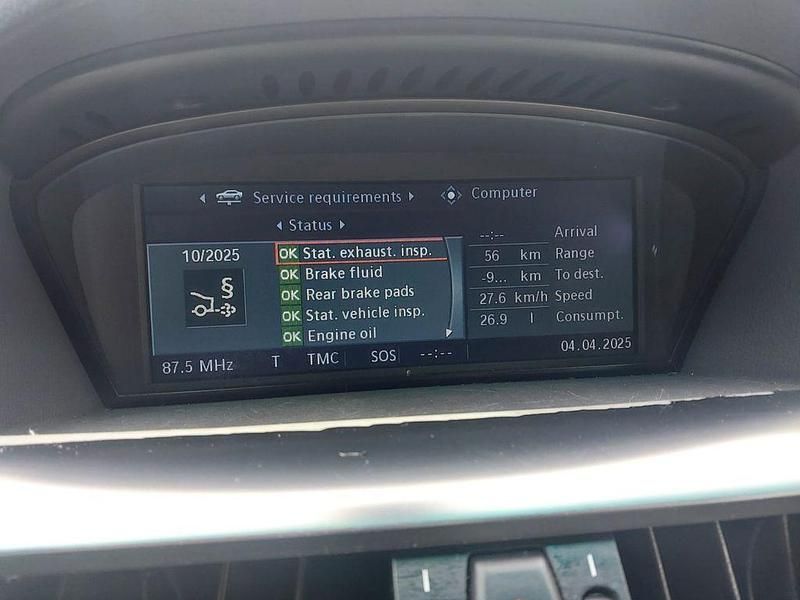 Service requirements
Computer
Status
10/2025
OK Stat. exhaust. insp.
OK Brake fluid
OK Rear brake pads
OK Stat. vehicle insp.
OK Engine oil
--:-- Arrival
56 km Range
-9... km To dest.
27.6 km/h Speed
26.9 l Consumpt.
04.04.2025
87.5 MHz T TMC SOS --:--